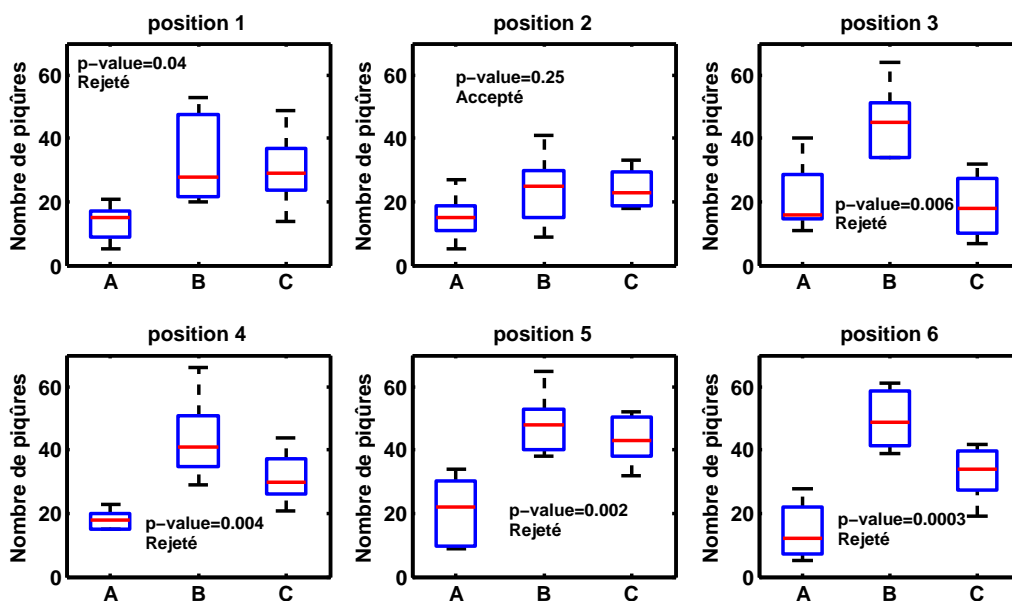 position 1
position 2
position 3
Nombre de piqûres
60
40
20
0
p-value=0.04
Rejeté
A B C
Nombre de piqûres
60
40
20
0
p-value=0.25
Accepté
A B C
Nombre de piqûres
60
40
20
0
p-value=0.006
Rejeté
A B C
position 4
position 5
position 6
Nombre de piqûres
60
40
20
0
p-value=0.004
Rejeté
A B C
Nombre de piqûres
60
40
20
0
p-value=0.002
Rejeté
A B C
Nombre de piqûres
60
40
20
0
p-value=0.0003
Rejeté
A B C